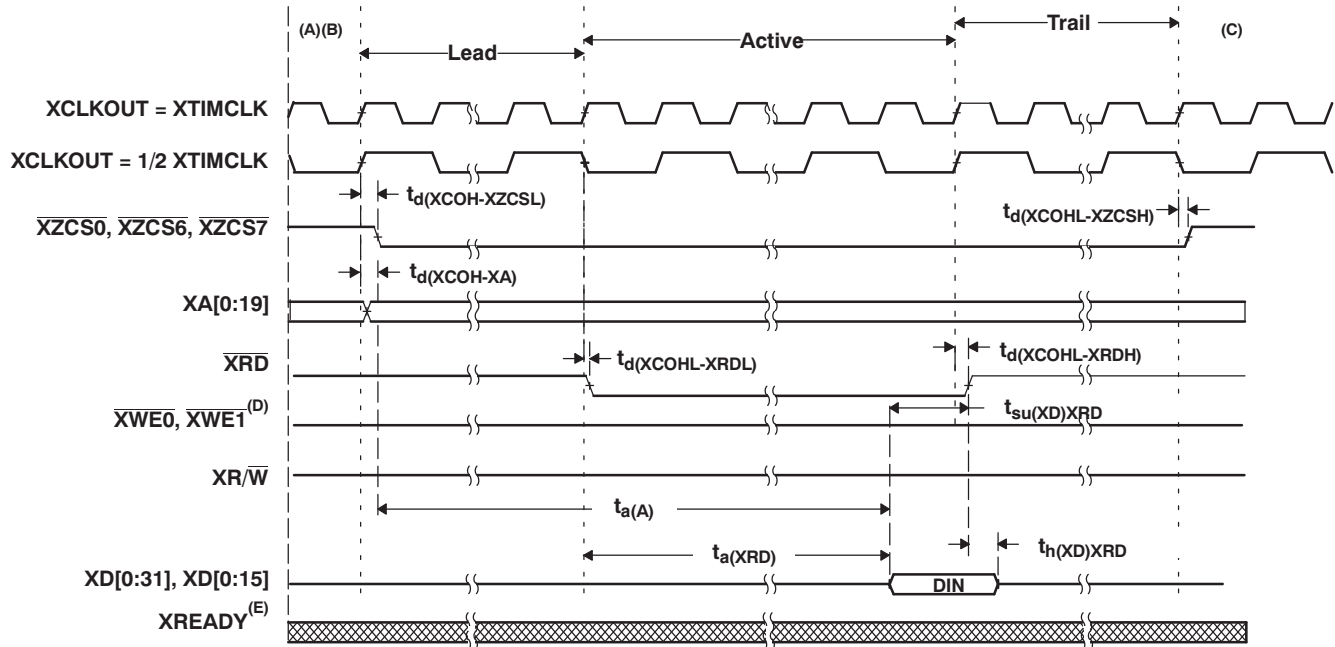 (A)(B)
Lead
Active
Trail
(C)
XCLKOUT = XTIMCLK
XCLKOUT = 1/2 XTIMCLK
td(XCOH-XZCSL)
td(XCOHL-XZCSH)
XZCS0, XZCS6, XZCS7
td(XCOH-XA)
XA[0:19]
XRD
td(XCOHL-XRDL)
td(XCOHL-XRDH)
tsu(XD)XRD
XWE0, XWE1(D)
XR/W
ta(A)
ta(XRD)
th(XD)XRD
XD[0:31], XD[0:15]
DIN
XREADY(E)